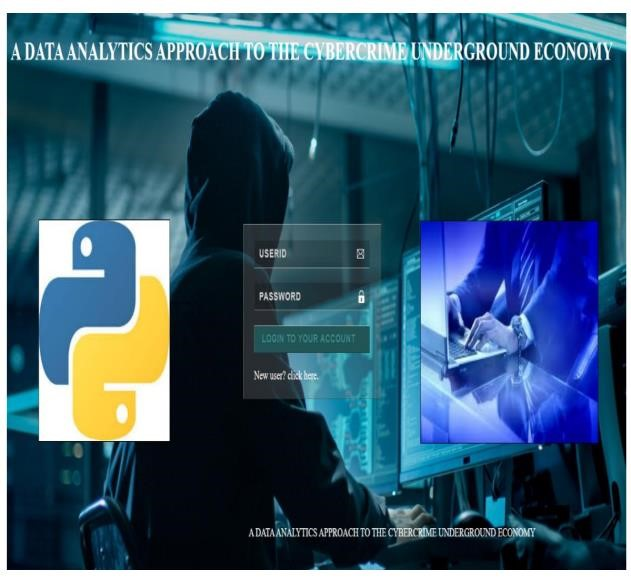 A DATA ANALYTICS APPROACH TO THE CYBERCRIME UNDERGROUND ECONOMY
USERID
PASSWORD
LOGIN TO YOUR ACCOUNT
New user? click here.
A DATA ANALYTICS APPROACH TO THE CYBERCRIME UNDERGROUND ECONOMY